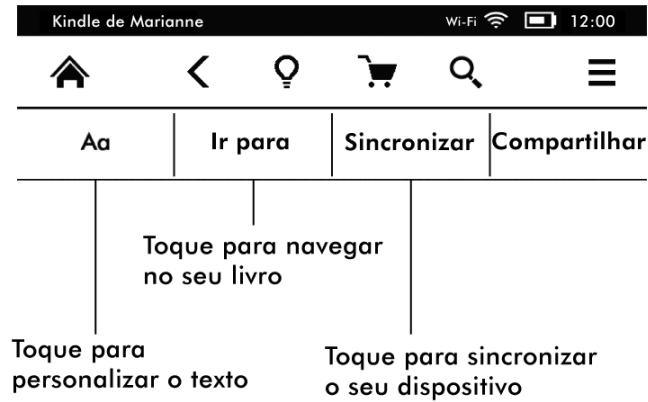 Kindle de Marianne Wi-Fi 12:00
Aa Ir para Sincronizar Compartilhar
Toque para navegar
no seu livro
Toque para
personalizar o texto
Toque para sincronizar
o seu dispositivo